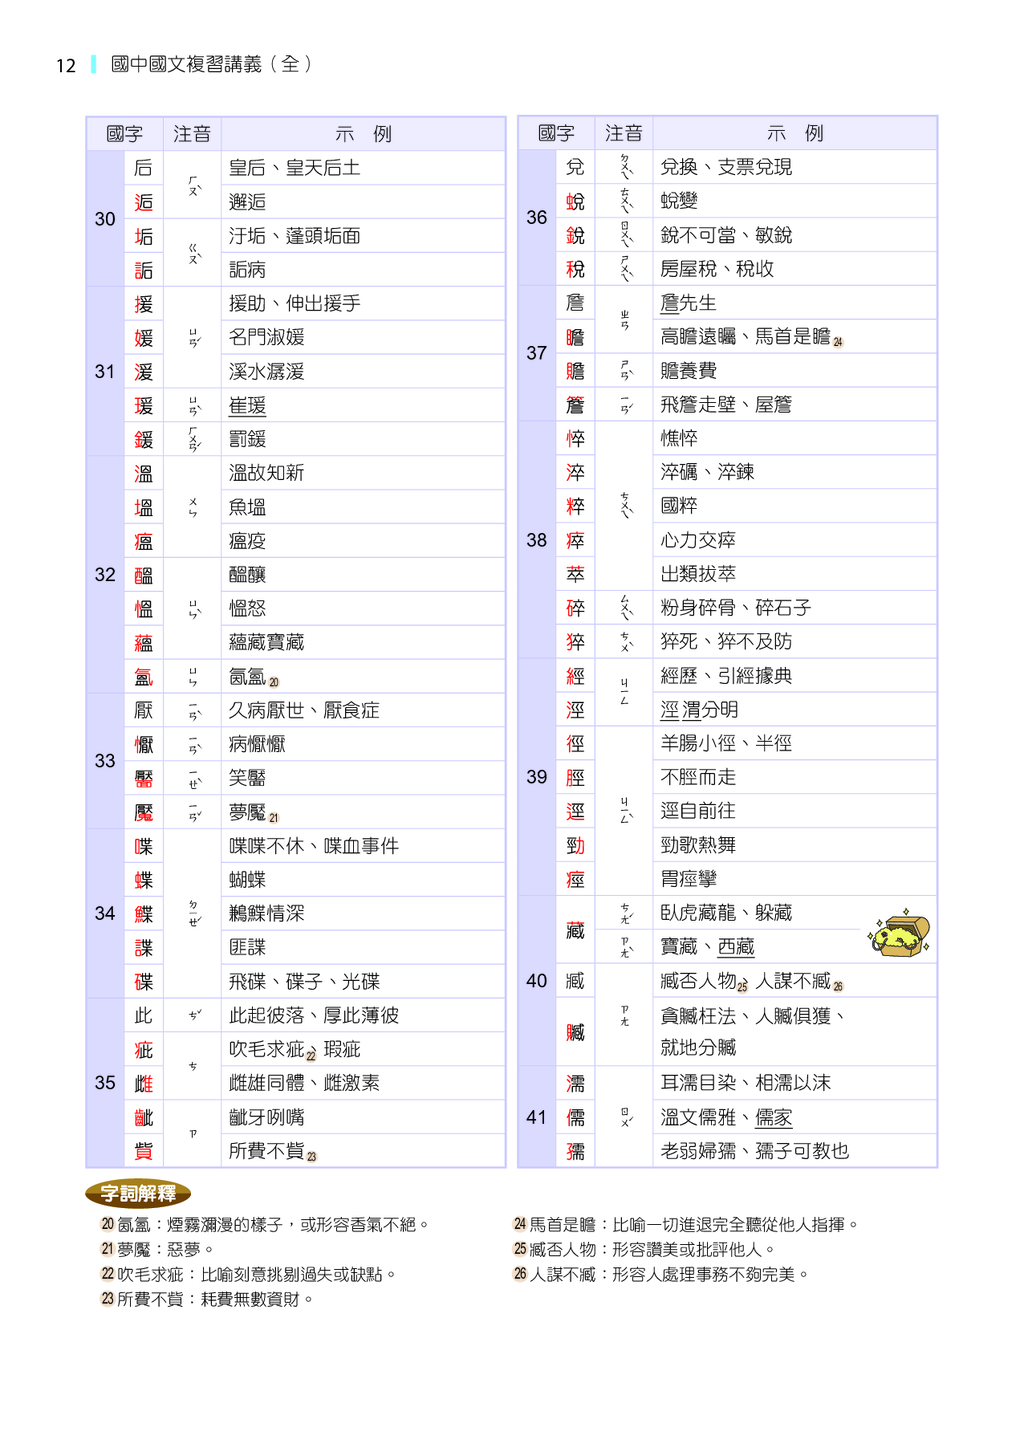 12 國中國文複習講義（全）
國字 注音 示 例
30 后 ㄏㄡˋ 皇后、皇天后土
逅 邂逅
垢 ㄍㄡˋ 汙垢、蓬頭垢面
詬 詬病
31 援 ㄩㄢˊ 援助、伸出援手
媛 名門淑媛
湲 溪水潺湲
瑗 ㄩㄢˋ 崔瑗
鍰 ㄏㄨㄢˊ 罰鍰
32 溫 ㄨㄣ 溫故知新
塭 魚塭
瘟 瘟疫
醞 ㄩㄣˋ 醞釀
慍 慍怒
蘊 蘊藏寶藏
氳 ㄩㄣ 氤氳20
33 厭 ㄧㄢˋ 久病厭世、厭食症
懨 ㄧㄢˋ 病懨懨
靨 ㄧㄝˋ 笑靨
魘 ㄧㄢˇ 夢魘21
34 喋 ㄉㄧㄝˊ 喋喋不休、喋血事件
蝶 蝴蝶
鰈 鶼鰈情深
諜 匪諜
碟 飛碟、碟子、光碟
35 此 ㄘˇ 此起彼落、厚此薄彼
疵 ㄘ 吹毛求疵22、瑕疵
雌 雌雄同體、雌激素
齜 ㄗ 齜牙咧嘴
貲 所費不貲23
國字 注音 示 例
36 兌 ㄉㄨㄟˋ 兌換、支票兌現
蛻 ㄊㄨㄟˋ 蛻變
銳 ㄖㄨㄟˋ 銳不可當、敏銳
稅 ㄕㄨㄟˋ 房屋稅、稅收
37 詹 ㄓㄢ 詹先生
瞻 高瞻遠矚、馬首是瞻24
贍 ㄕㄢˋ 贍養費
簷 ㄧㄢˊ 飛簷走壁、屋簷
38 悴 ㄘㄨㄟˋ 憔悴
淬 淬礪、淬鍊
粹 國粹
瘁 心力交瘁
萃 出類拔萃
碎 ㄙㄨㄟˋ 粉身碎骨、碎石子
猝 ㄘㄨˋ 猝死、猝不及防
39 經 ㄐㄧㄥ 經歷、引經據典
涇 涇渭分明
徑 ㄐㄧㄥˋ 羊腸小徑、半徑
脛 不脛而走
逕 逕自前往
勁 勁歌熱舞
痙 胃痙攣
40 藏 ㄘㄤˊ 臥虎藏龍、躲藏
ㄗㄤˋ 寶藏、西藏
臧 ㄗㄤ 臧否人物25、人謀不臧26
贓 貪贓枉法、人贓俱獲、
就地分贓
41 濡 ㄖㄨˊ 耳濡目染、相濡以沫
儒 溫文儒雅、儒家
孺 老弱婦孺、孺子可教也
字詞解釋
20 氤氳：煙霧瀰漫的樣子，或形容香氣不絕。
21 夢魘：惡夢。
22 吹毛求疵：比喻刻意挑剔過失或缺點。
23 所費不貲：耗費無數資財。
24 馬首是瞻：比喻一切進退完全聽從他人指揮。
25 臧否人物：形容讚美或批評他人。
26 人謀不臧：形容人處理事務不夠完美。